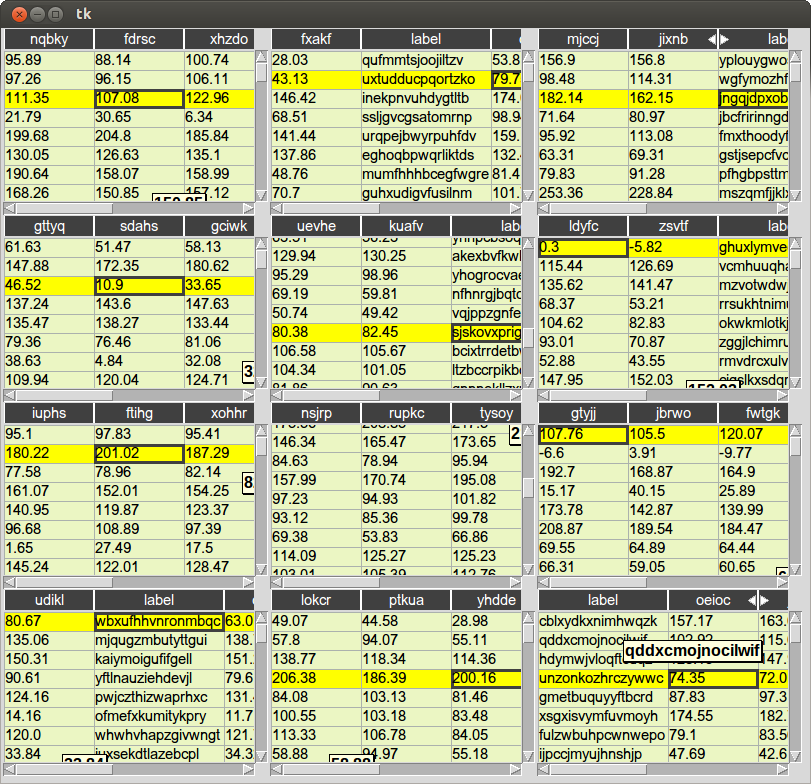 tk
nqbky fdrsc xhzdo
95.89 88.14 100.74
97.26 96.15 106.11
111.35 107.08 122.96
21.79 30.65 6.34
199.68 204.8 185.84
130.05 126.63 135.1
190.64 158.07 158.99
168.26 150.85 157.12
fxakf label
28.03 qufmmtsjoojiltzv 53.8
43.13 uxtudducpqortzko 79.7
146.42 inekpnvuhdygtltb 174.
68.51 ssljgvcgsatomrnp 98.9
141.44 urqpejbwyrpuhfdv 159.
137.86 eghoqbpwqrliktds 132.
48.76 mumfhhhbcegfwgre 81.4
70.7 guhxudigvfusilnm 101.
mjccj jixnb lab
156.9 156.8 yplouygwo
98.48 114.31 wgfymozhf
182.14 162.15 ngqjdpxob
71.64 80.97 jbcfririnngd
95.92 113.08 fmxthoodyf
63.31 69.31 gstjsepcfvc
79.83 91.28 pfhgbpsttm
253.36 228.84 mszqmfjjklx
gttyq sdahs gciwk
61.63 51.47 58.13
147.88 172.35 180.62
46.52 10.9 33.65
137.24 143.6 147.63
135.47 138.27 133.44
79.36 76.46 81.06
38.63 4.84 32.08
109.94 120.04 124.71
uevhe kuafv lab
129.94 130.25 akexbvfkwl
95.29 98.96 yhogrocvae
69.19 59.81 nfhnrgjbqtc
50.74 49.42 vqjppzgnfe
80.38 82.45 sjskovxprig
106.58 105.67 bcixtrrdetbv
104.34 101.05 ltzbccrpikb
ldyfc zsvtf lab
0.3 -5.82 ghuxlymve
115.44 126.69 vcmhuuqha
135.62 141.47 mzvotwdw
68.37 53.21 rrsukhtnimu
104.62 82.83 okwkmlotkj
93.01 70.87 zggjlchimru
52.88 43.55 rmvdrcxulv
147.95 152.03
iuphs ftihg xohhr
95.1 97.83 95.41
180.22 201.02 187.29
77.58 78.96 82.14
161.07 152.01 154.25
140.95 119.87 123.37
96.68 108.89 97.39
1.65 27.49 17.5
145.24 122.01 128.47
nsjrp rupkc tysoy
146.34 165.47 173.65
84.63 78.94 95.94
157.99 170.74 195.08
97.23 94.93 101.82
93.12 85.36 99.78
69.38 53.83 66.86
114.09 125.27 125.23
103.01 105.39 112.76
gtyjj jbrwo fwtgk
107.76 105.5 120.07
-6.6 3.91 -9.77
192.7 168.87 164.9
15.17 40.15 25.89
173.78 142.87 139.99
208.87 189.54 184.47
69.55 64.89 64.44
66.31 59.05 60.65
udikl label
80.67 wbxufhhvnronmbqc 63.0
135.06 mjqugzmbutyttgui 138.
150.31 kaiymoigufifgell 151.
90.61 yftlnauziehdevjl 79.6
124.16 pwjczthizwaprhxc 131.
14.16 ofmefxkumitykpry 11.7
120.0 whwhvhapzgivwngt 121.
33.84 iuxsekdtlazebcpl 34.3
lokcr ptkua yhdde
49.07 44.58 28.98
57.8 94.07 55.11
138.77 118.34 114.36
206.38 186.39 200.16
84.08 103.13 81.46
100.55 103.18 83.48
113.33 106.78 84.05
58.88 94.97 55.18
label oeioc
cblxydkxnimhwqzk 157.17 163.
qddxcmojnocilwif 102.92 115.
qddxcmojnocilwif
147.
unzonkozhrczywwc 74.35 72.0
gmetbuquyyftbcrd 87.83 97.3
xsgxisvymfuvmoyh 174.55 182.
fulzwbuhpcwnwepo 79.1 83.5
ijpccjmyujhnshjp 47.69 42.6